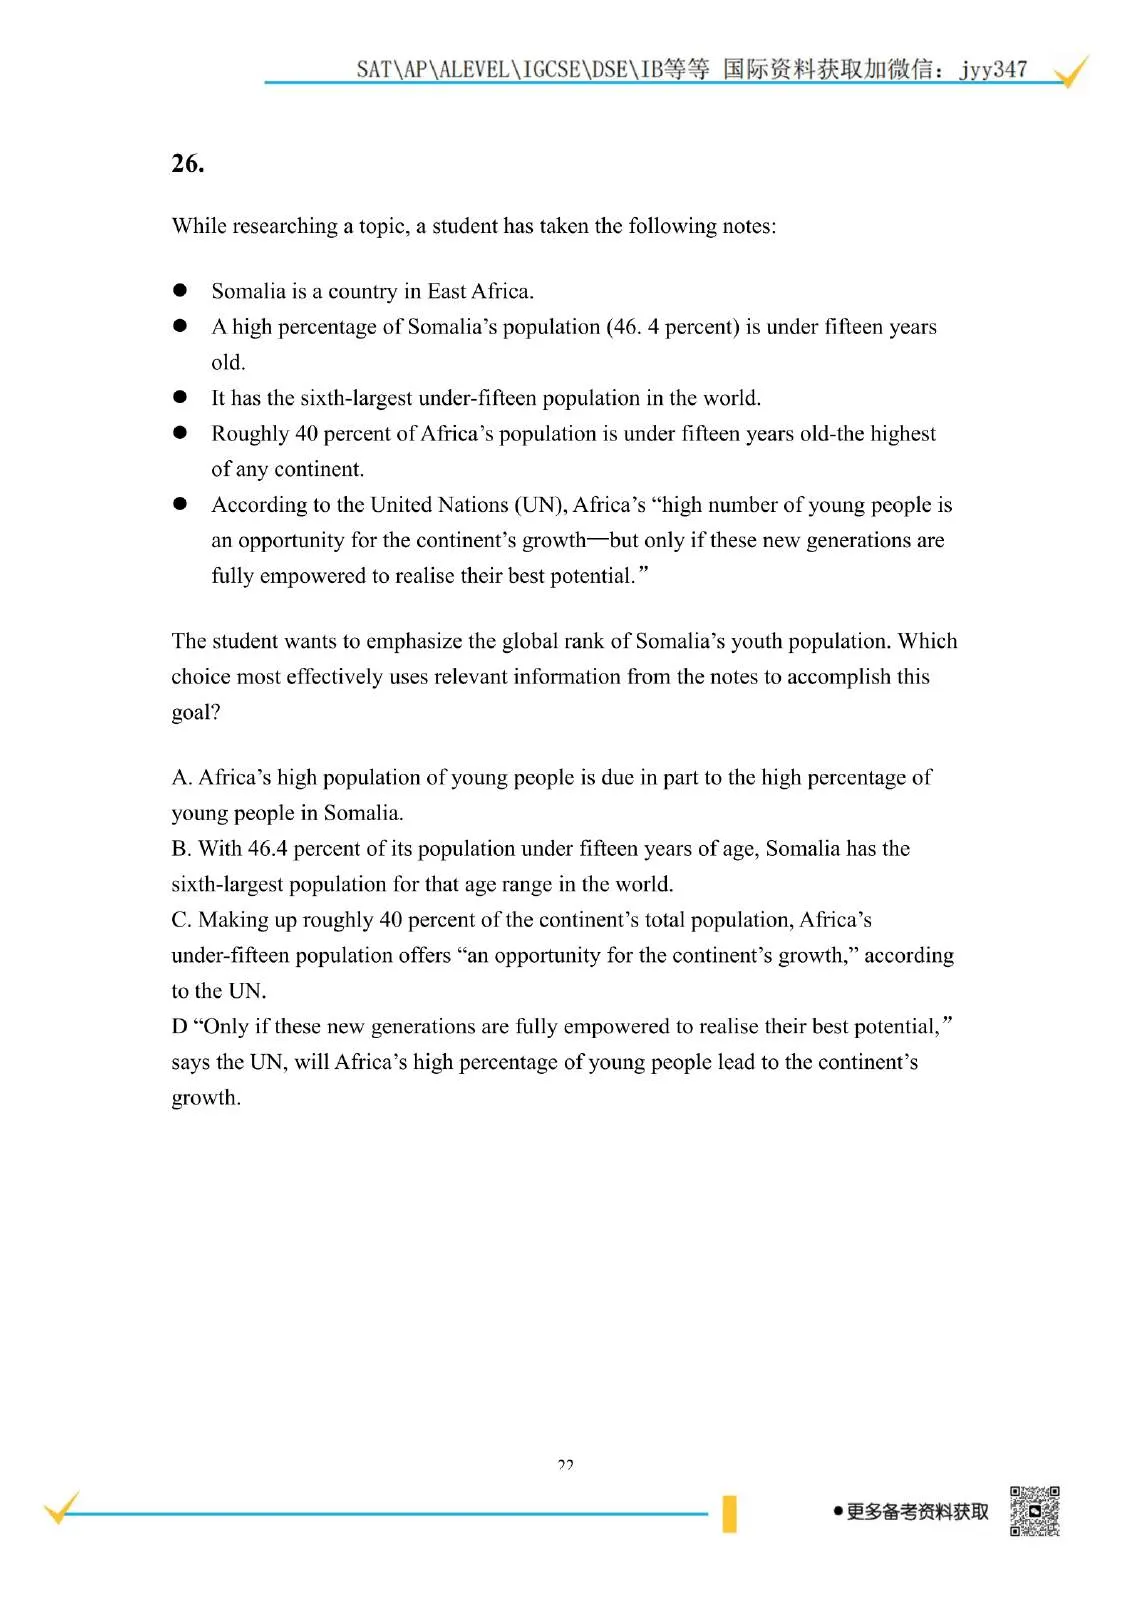 SAT\AP\ALEVEL\IGCSE\DSE\IB等等 国际资料获取加微信：jyy347
26.
While researching a topic, a student has taken the following notes:
● Somalia is a country in East Africa.
● A high percentage of Somalia’s population (46. 4 percent) is under fifteen years
old.
● It has the sixth-largest under-fifteen population in the world.
● Roughly 40 percent of Africa’s population is under fifteen years old-the highest
of any continent.
● According to the United Nations (UN), Africa’s “high number of young people is
an opportunity for the continent’s growth—but only if these new generations are
fully empowered to realise their best potential.”
The student wants to emphasize the global rank of Somalia’s youth population. Which
choice most effectively uses relevant information from the notes to accomplish this
goal?
A. Africa’s high population of young people is due in part to the high percentage of
young people in Somalia.
B. With 46.4 percent of its population under fifteen years of age, Somalia has the
sixth-largest population for that age range in the world.
C. Making up roughly 40 percent of the continent’s total population, Africa’s
under-fifteen population offers “an opportunity for the continent’s growth,” according
to the UN.
D “Only if these new generations are fully empowered to realise their best potential,”
says the UN, will Africa’s high percentage of young people lead to the continent’s
growth.
22
●更多备考资料获取